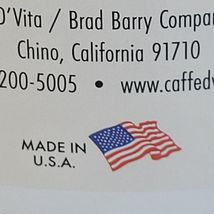 D'Vita / Brad Barry Compan
Chino, California 91710
200-5005 • www.caffedv
MADE IN
U.S.A.